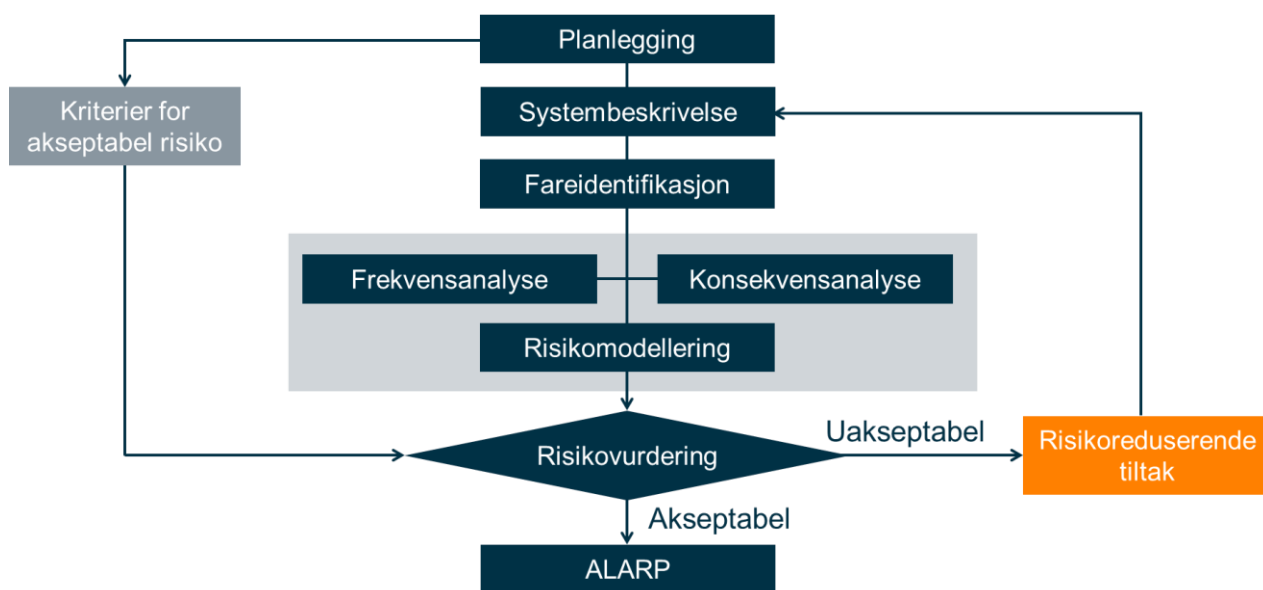 Planlegging
Kriterier for
akseptabel risiko
Systembeskrivelse
Fareidentifikasjon
Frekvensanalyse
Konsekvensanalyse
Risikomodellering
Risikovurdering
Uakseptabel
Risikoreduserende
tiltak
Akseptabel
ALARP